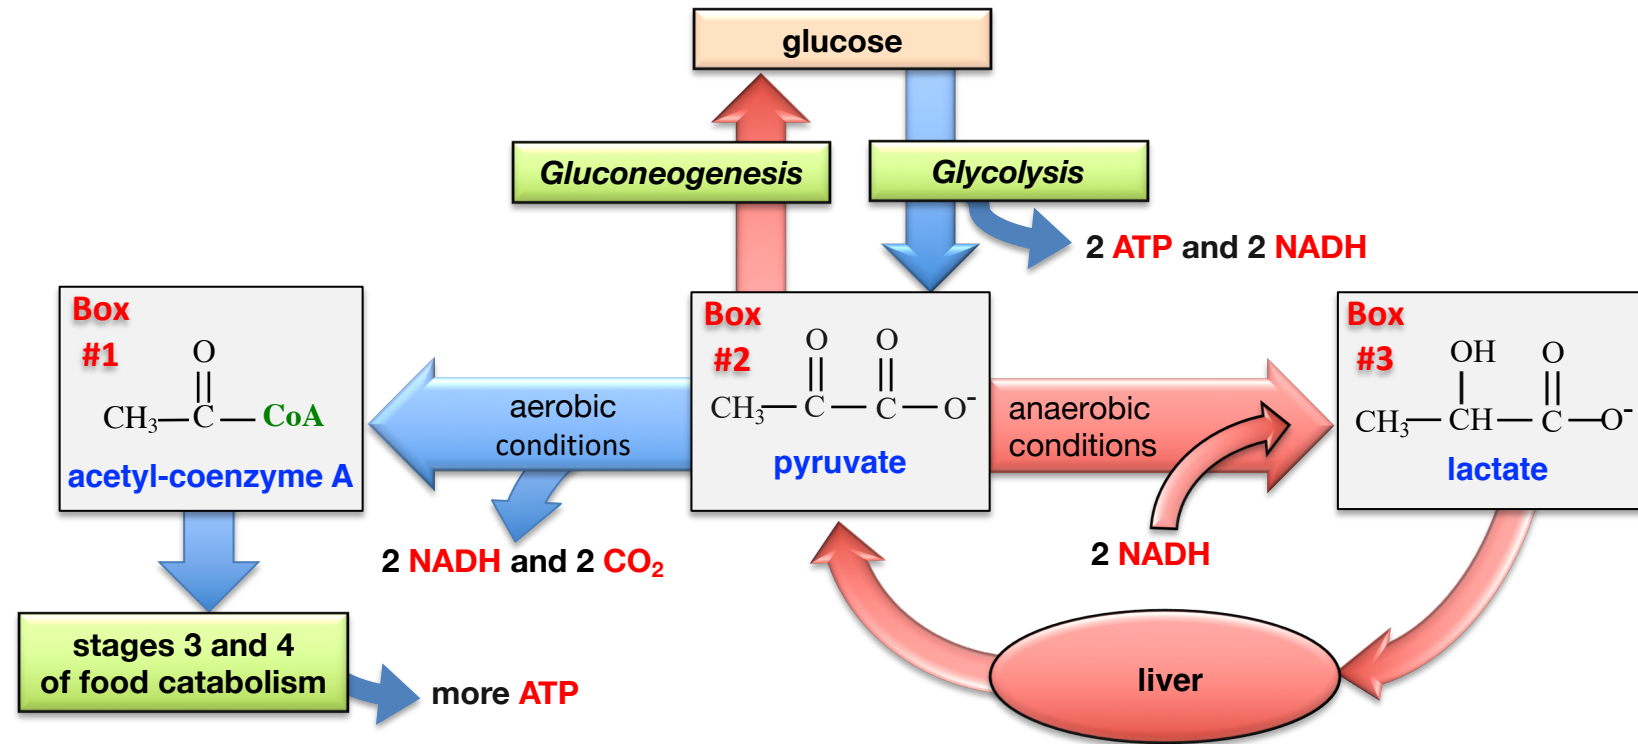 glucose
Gluconeogenesis
Glycolysis
2 ATP and 2 NADH
Box
#1
O
CH₃ C CoA
acetyl-coenzyme A
aerobic
conditions
2 NADH and 2 CO₂
Box
#2
O O
CH₃ C C O⁻
pyruvate
anaerobic
conditions
2 NADH
Box
#3
OH O
CH₃ CH C O⁻
lactate
stages 3 and 4
of food catabolism
more ATP
liver